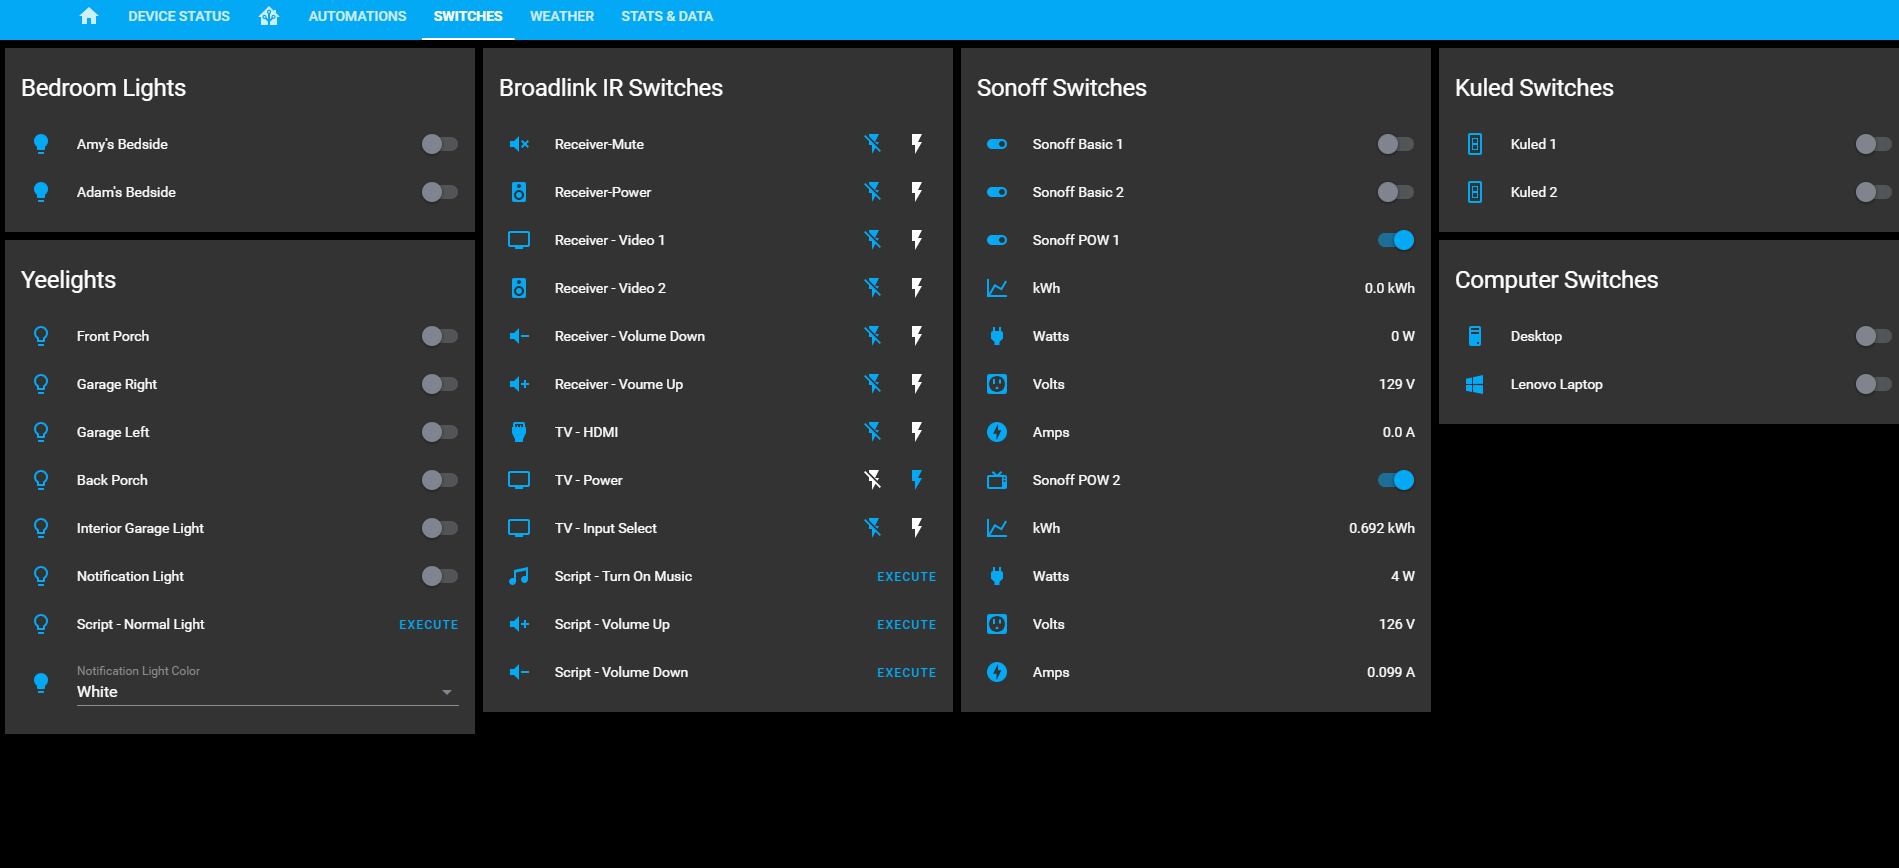 DEVICE STATUS AUTOMATIONS SWITCHES WEATHER STATS & DATA
Bedroom Lights
Amy's Bedside
Adam's Bedside
Yeelights
Front Porch
Garage Right
Garage Left
Back Porch
Interior Garage Light
Notification Light
Script - Normal Light EXECUTE
Notification Light Color
White
Broadlink IR Switches
Receiver-Mute
Receiver-Power
Receiver - Video 1
Receiver - Video 2
Receiver - Volume Down
Receiver - Voume Up
TV - HDMI
TV - Power
TV - Input Select
Script - Turn On Music EXECUTE
Script - Volume Up EXECUTE
Script - Volume Down EXECUTE
Sonoff Switches
Sonoff Basic 1
Sonoff Basic 2
Sonoff POW 1
kWh 0.0 kWh
Watts 0 W
Volts 129 V
Amps 0.0 A
Sonoff POW 2
kWh 0.692 kWh
Watts 4 W
Volts 126 V
Amps 0.099 A
Kuled Switches
Kuled 1
Kuled 2
Computer Switches
Desktop
Lenovo Laptop